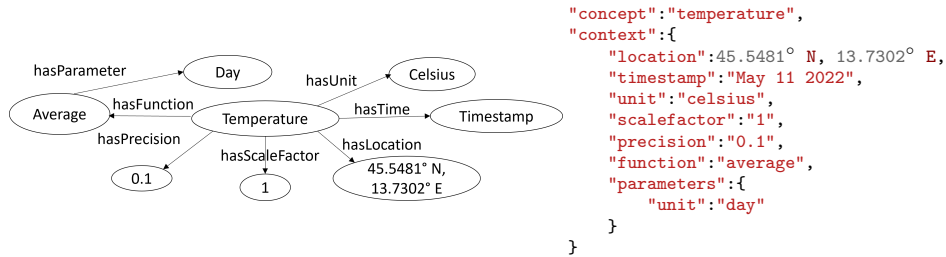 hasParameter
Day
hasUnit
Celsius
Average
hasFunction
Temperature
hasTime
Timestamp
hasPrecision
hasScaleFactor
hasLocation
0.1
1
45.5481° N,
13.7302° E
"concept":"temperature",
"context":{
    "location":45.5481° N, 13.7302° E,
    "timestamp":"May 11 2022",
    "unit":"celsius",
    "scalefactor":"1",
    "precision":"0.1",
    "function":"average",
    "parameters":{
        "unit":"day"
    }
}